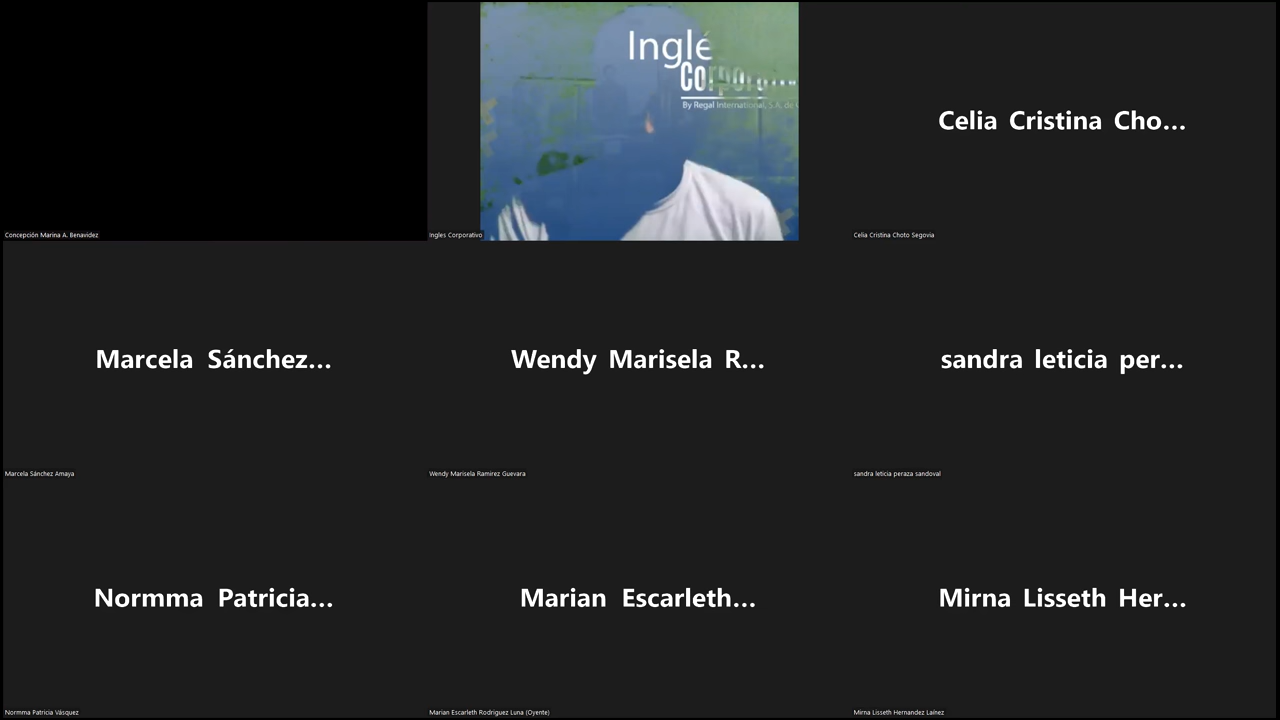 Inglé
Corpora
By Regal International, S.A. de
Celia Cristina Cho...
Concepción Marina A. Benavidez
Ingles Corporativo
Celia Cristina Choto Segovia
Marcela Sánchez...
Wendy Marisela R...
sandra leticia per...
Marcela Sánchez Amaya
Wendy Marisela Ramirez Guevara
sandra leticia peraza sandoval
Normma Patricia...
Marian Escarleth...
Mirna Lisseth Her...
Normma Patricia Vásquez
Marian Escarleth Rodriguez Luna (Oyente)
Mirna Lisseth Hernandez Laínez